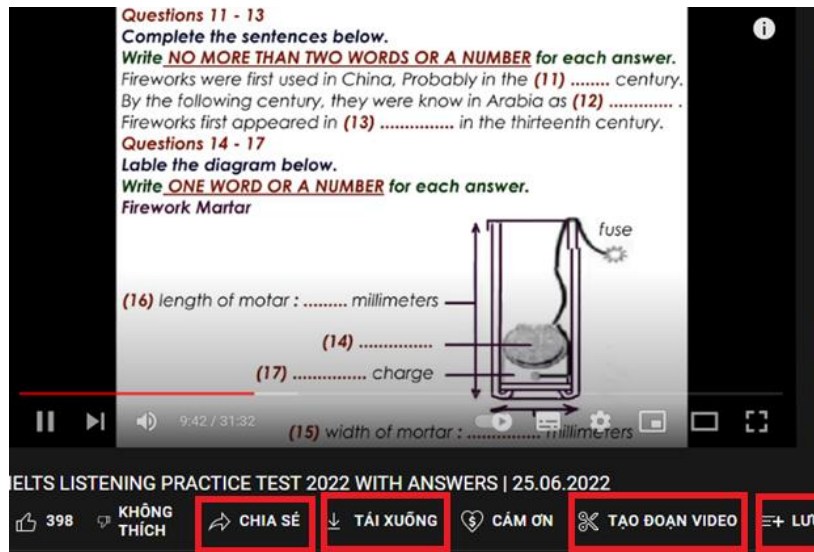 Questions 11 - 13
Complete the sentences below.
Write NO MORE THAN TWO WORDS OR A NUMBER for each answer.
Fireworks were first used in China, Probably in the (11) ........ century.
By the following century, they were know in Arabia as (12) ............. .
Fireworks first appeared in (13) ............... in the thirteenth century.
Questions 14 - 17
Lable the diagram below.
Write ONE WORD OR A NUMBER for each answer.
Firework Martar
fuse
(16) length of motar : ......... millimeters
(14) ...............
(17) ............... charge
9:42 / 31:32
(15) width of mortar : ............... millimeters
IELTS LISTENING PRACTICE TEST 2022 WITH ANSWERS | 25.06.2022
398 KHÔNG THÍCH CHIA SẺ TẢI XUỐNG CẢM ƠN TẠO ĐOẠN VIDEO